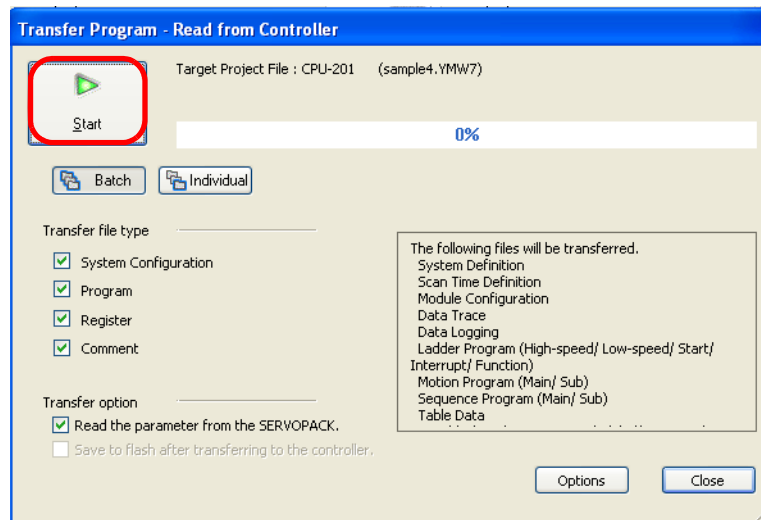 Transfer Program - Read from Controller
Target Project File : CPU-201 (sample4.YMW7)
Start
0%
Batch
Individual
Transfer file type
System Configuration
Program
Register
Comment
The following files will be transferred.
System Definition
Scan Time Definition
Module Configuration
Data Trace
Data Logging
Ladder Program (High-speed/ Low-speed/ Start/
Interrupt/ Function)
Motion Program (Main/ Sub)
Sequence Program (Main/ Sub)
Table Data
Transfer option
Read the parameter from the SERVOPACK.
Save to flash after transferring to the controller.
Options
Close